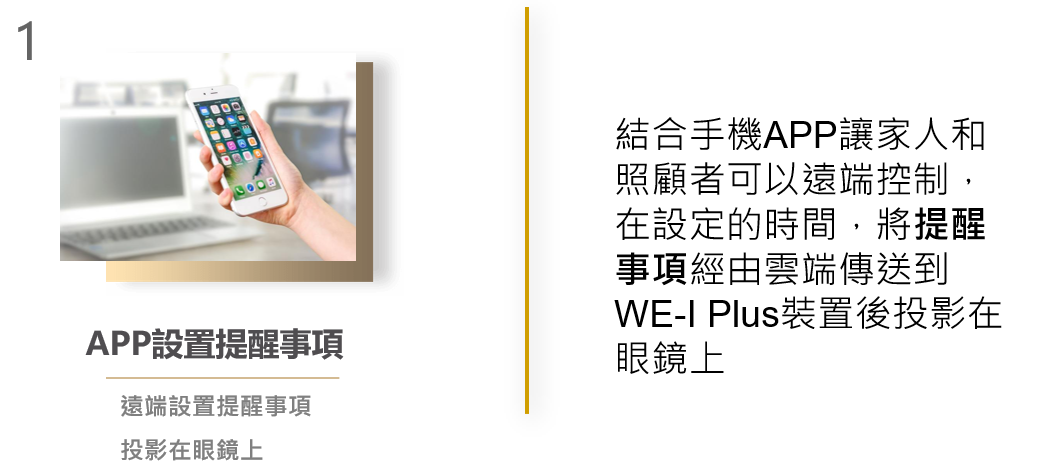 1
APP設置提醒事項
遠端設置提醒事項
投影在眼鏡上
結合手機APP讓家人和
照顧者可以遠端控制，
在設定的時間，將提醒
事項經由雲端傳送到
WE-I Plus裝置後投影在
眼鏡上